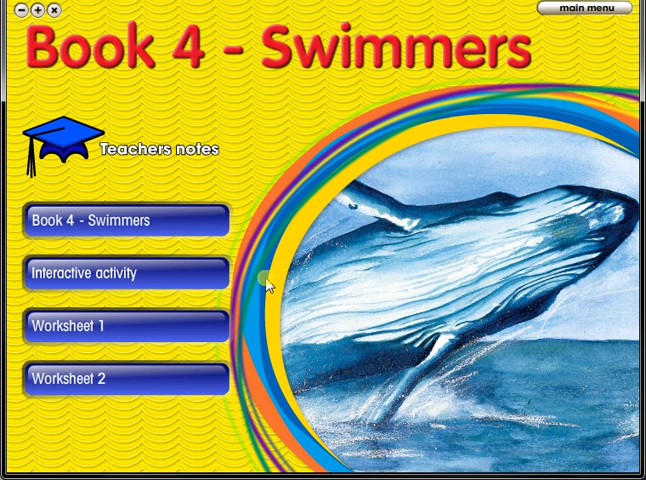 main menu
Book 4 - Swimmers
Teachers notes
Book 4 - Swimmers
Interactive activity
Worksheet 1
Worksheet 2